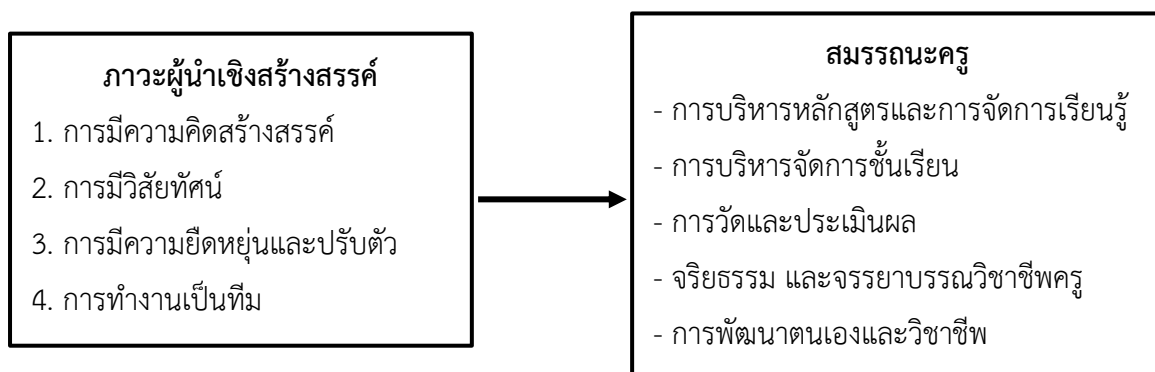 ภาวะผู้นำเชิงสร้างสรรค์
1. การมีความคิดสร้างสรรค์
2. การมีวิสัยทัศน์
3. การมีความยืดหยุ่นและปรับตัว
4. การทำงานเป็นทีม
สมรรถนะครู
- การบริหารหลักสูตรและการจัดการเรียนรู้
- การบริหารจัดการชั้นเรียน
- การวัดและประเมินผล
- จริยธรรม และจรรยาบรรณวิชาชีพครู
- การพัฒนาตนเองและวิชาชีพ